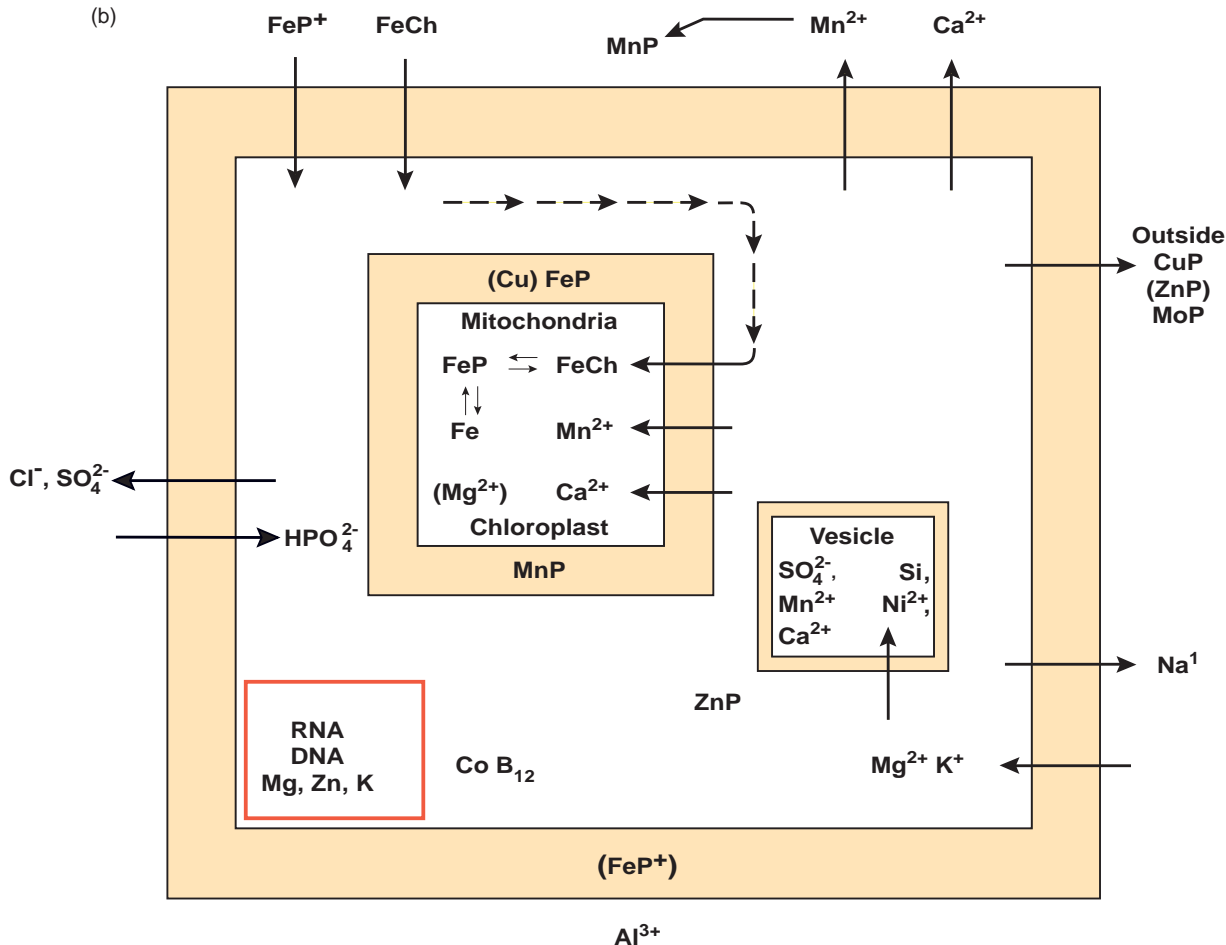 (b)
FeP⁺ FeCh MnP Mn²⁺ Ca²⁺
Outside
CuP
(ZnP)
MoP
(Cu) FeP
Mitochondria
FeP FeCh
Fe Mn²⁺
(Mg²⁺) Ca²⁺
Chloroplast
MnP
Cl⁻, SO₄²⁻
HPO₄²⁻
Vesicle
SO₄²⁻, Si,
Mn²⁺ Ni²⁺,
Ca²⁺
Na¹
ZnP
RNA
DNA
Mg, Zn, K
Co B₁₂
Mg²⁺ K⁺
(FeP⁺)
Al³⁺